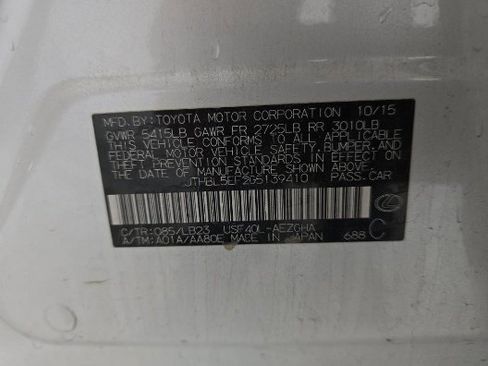 MFD.BY:TOYOTA MOTOR CORPORATION 10/15
GVWR 5415LB GAWR FR 2725LB RR 3010LB
THIS VEHICLE CONFORMS TO ALL APPLICABLE
FEDERAL MOTOR VEHICLE SAFETY, BUMPER, AND
THEFT PREVENTION STANDARDS IN EFFECT ON
THE DATE OF MANUFACTURE SHOWN ABOVE.
JTHBL5EF2G5139410 PASS.CAR
C/TR:085/LB23 USF40L-AEZGHA
A/TM:A01A/AA80E MADE IN JAPAN 688 C